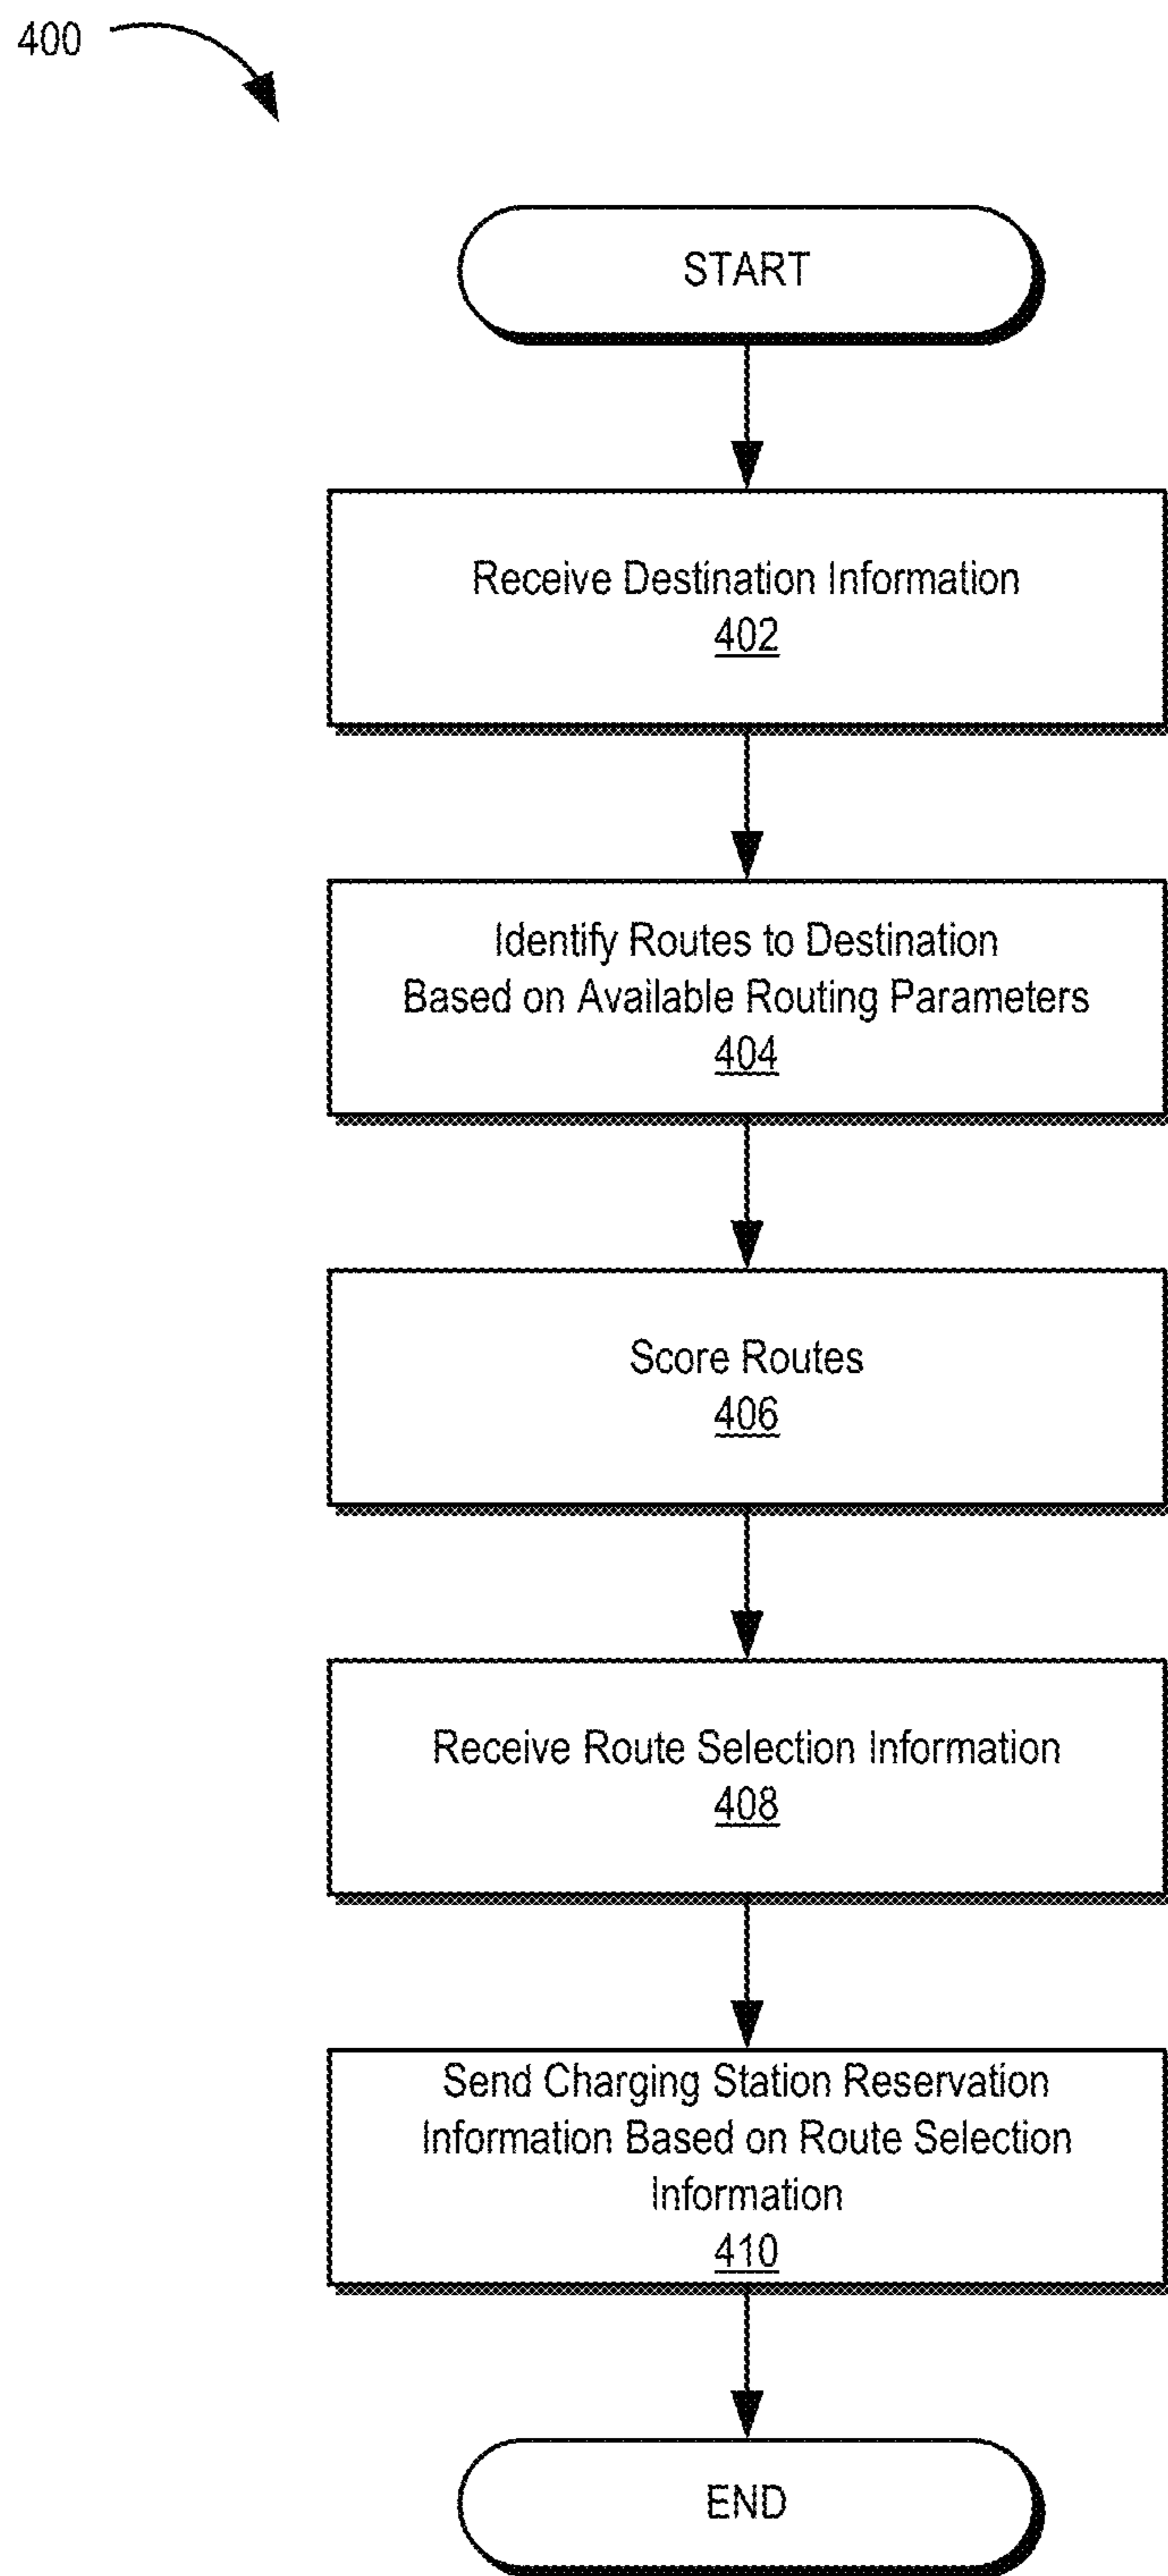 400
START
Receive Destination Information
402
Identify Routes to Destination
Based on Available Routing Parameters
404
Score Routes
406
Receive Route Selection Information
408
Send Charging Station Reservation
Information Based on Route Selection
Information
410
END